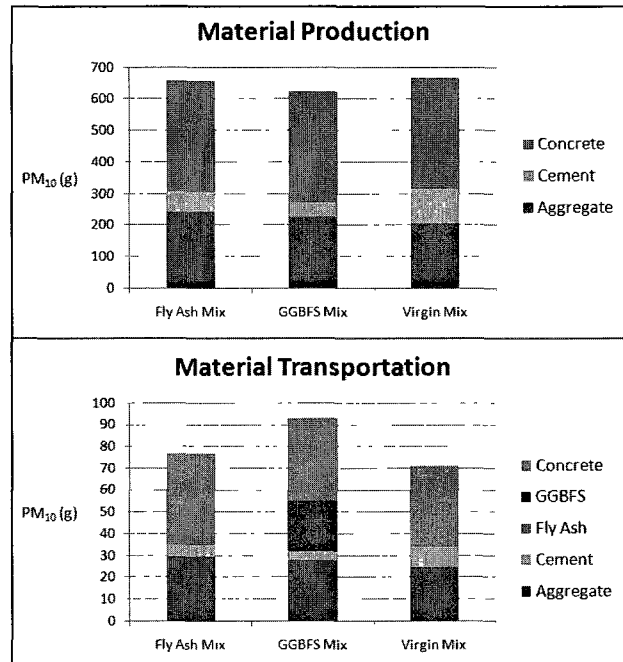 Material Production
700
600
500
400
300
200
100
0
PM10 (g)
Fly Ash Mix
GGBFS Mix
Virgin Mix
Concrete
Cement
Aggregate
Material Transportation
100
90
80
70
60
50
40
30
20
10
0
PM10 (g)
Fly Ash Mix
GGBFS Mix
Virgin Mix
Concrete
GGBFS
Fly Ash
Cement
Aggregate